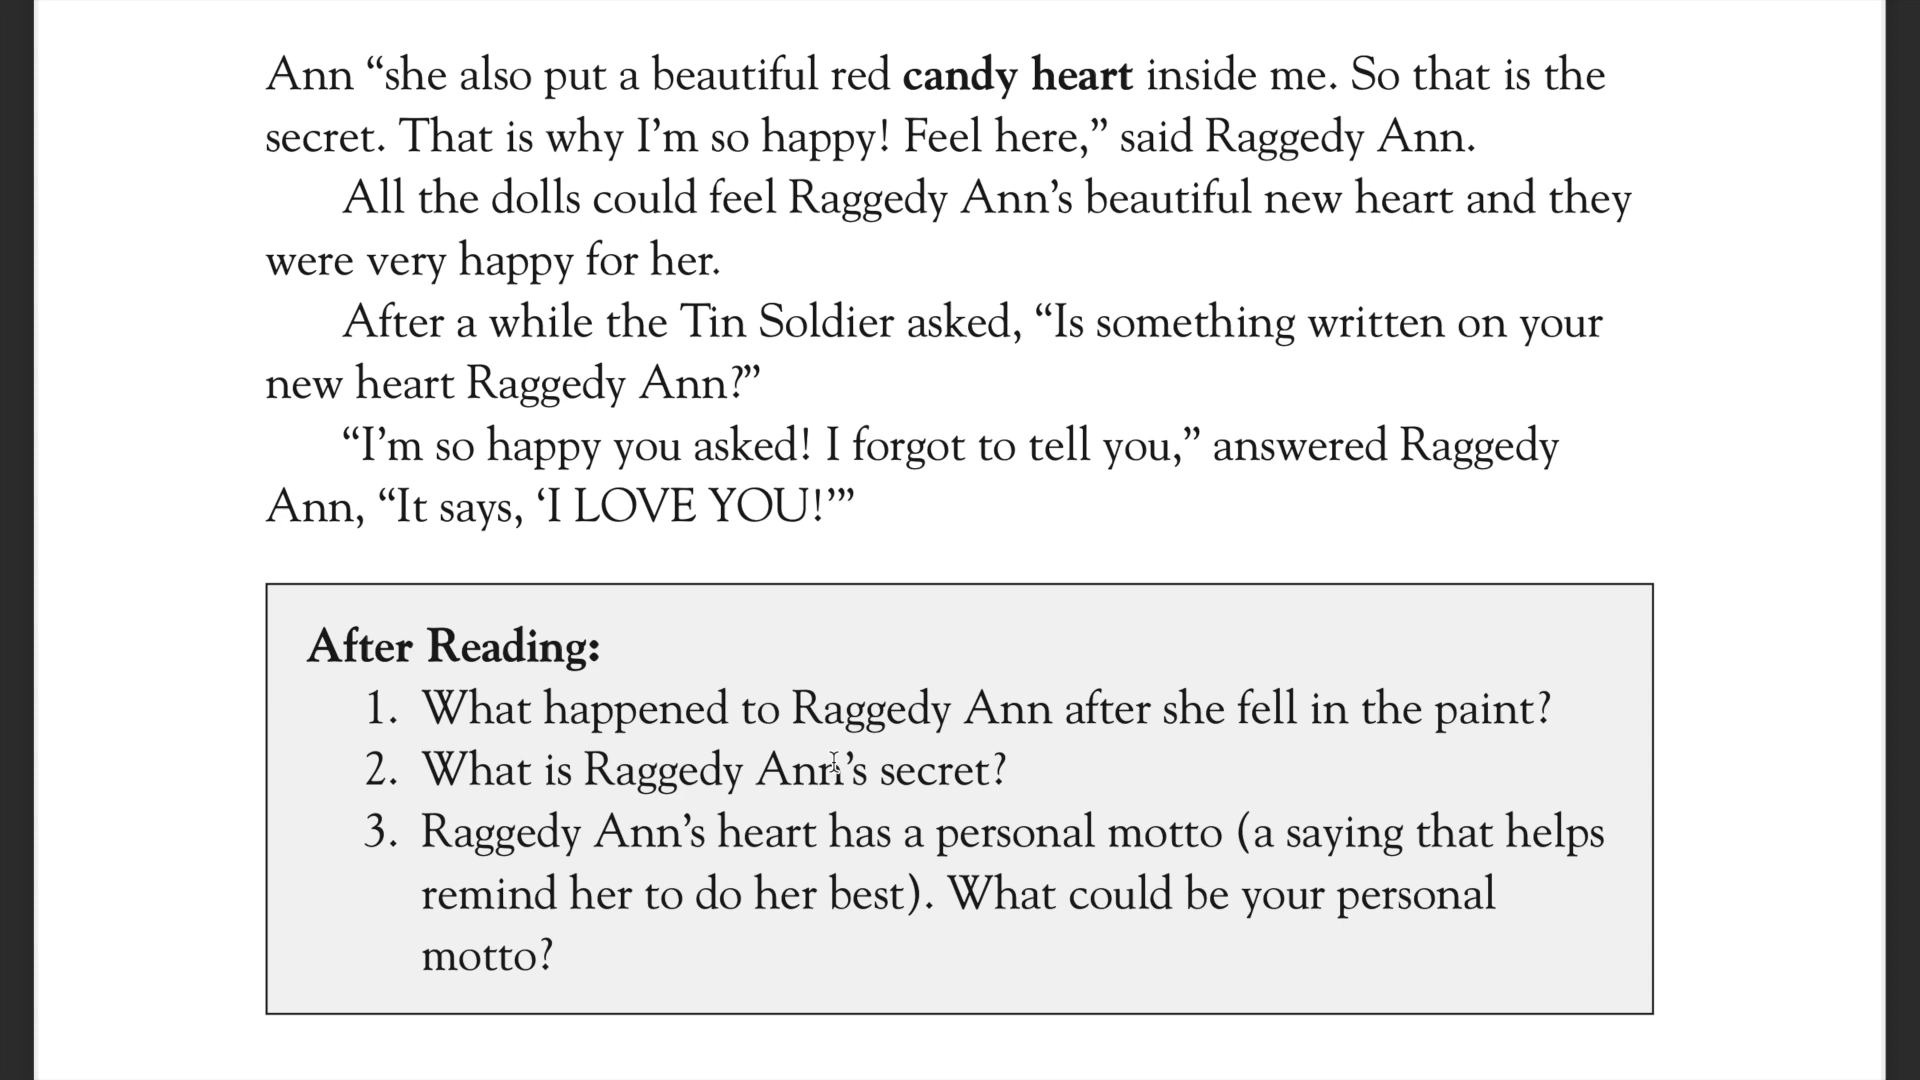 Ann “she also put a beautiful red candy heart inside me. So that is the
secret. That is why I’m so happy! Feel here,” said Raggedy Ann.
All the dolls could feel Raggedy Ann’s beautiful new heart and they
were very happy for her.
After a while the Tin Soldier asked, “Is something written on your
new heart Raggedy Ann?”
“I’m so happy you asked! I forgot to tell you,” answered Raggedy
Ann, “It says, ‘I LOVE YOU!’”
After Reading:
1. What happened to Raggedy Ann after she fell in the paint?
2. What is Raggedy Ann’s secret?
3. Raggedy Ann’s heart has a personal motto (a saying that helps
remind her to do her best). What could be your personal
motto?